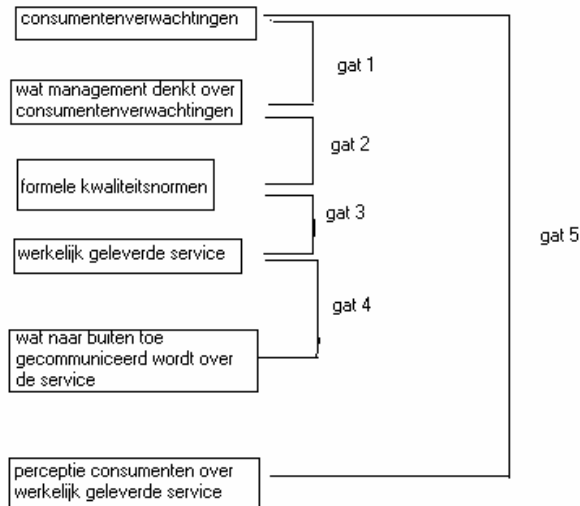 consumentenverwachtingen
gat 1
wat management denkt over
consumentenverwachtingen
gat 2
formele kwaliteitsnormen
gat 3
gat 5
werkelijk geleverde service
gat 4
wat naar buiten toe
gecommuniceerd wordt over
de service
perceptie consumenten over
werkelijk geleverde service